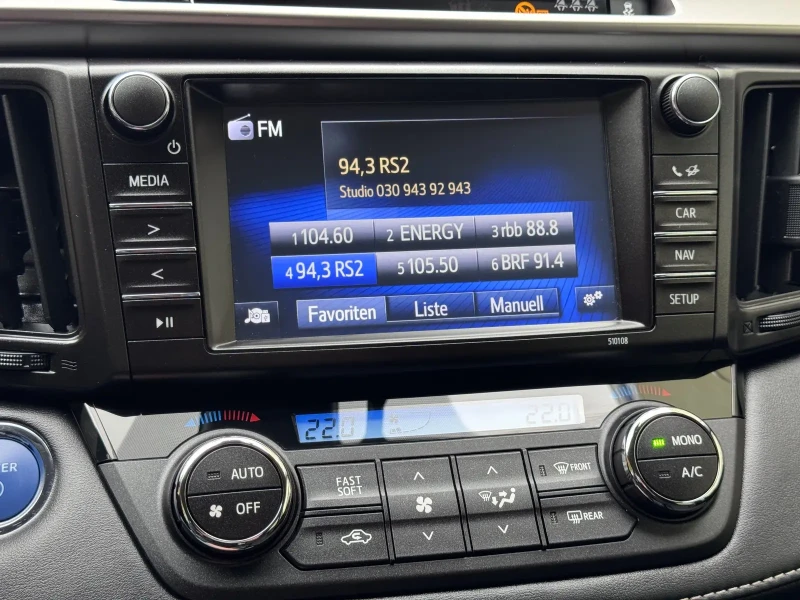 FM
94,3 RS2
Studio 030 943 92 943
1 104.60 2 ENERGY 3 rbb 88.8
4 94,3 RS2 5 105.50 6 BRF 91.4
Favoriten Liste Manuell
MEDIA
>
<
CAR
NAV
SETUP
510108
22.0 22.0
AUTO
OFF
FAST
SOFT
FRONT
REAR
MONO
A/C